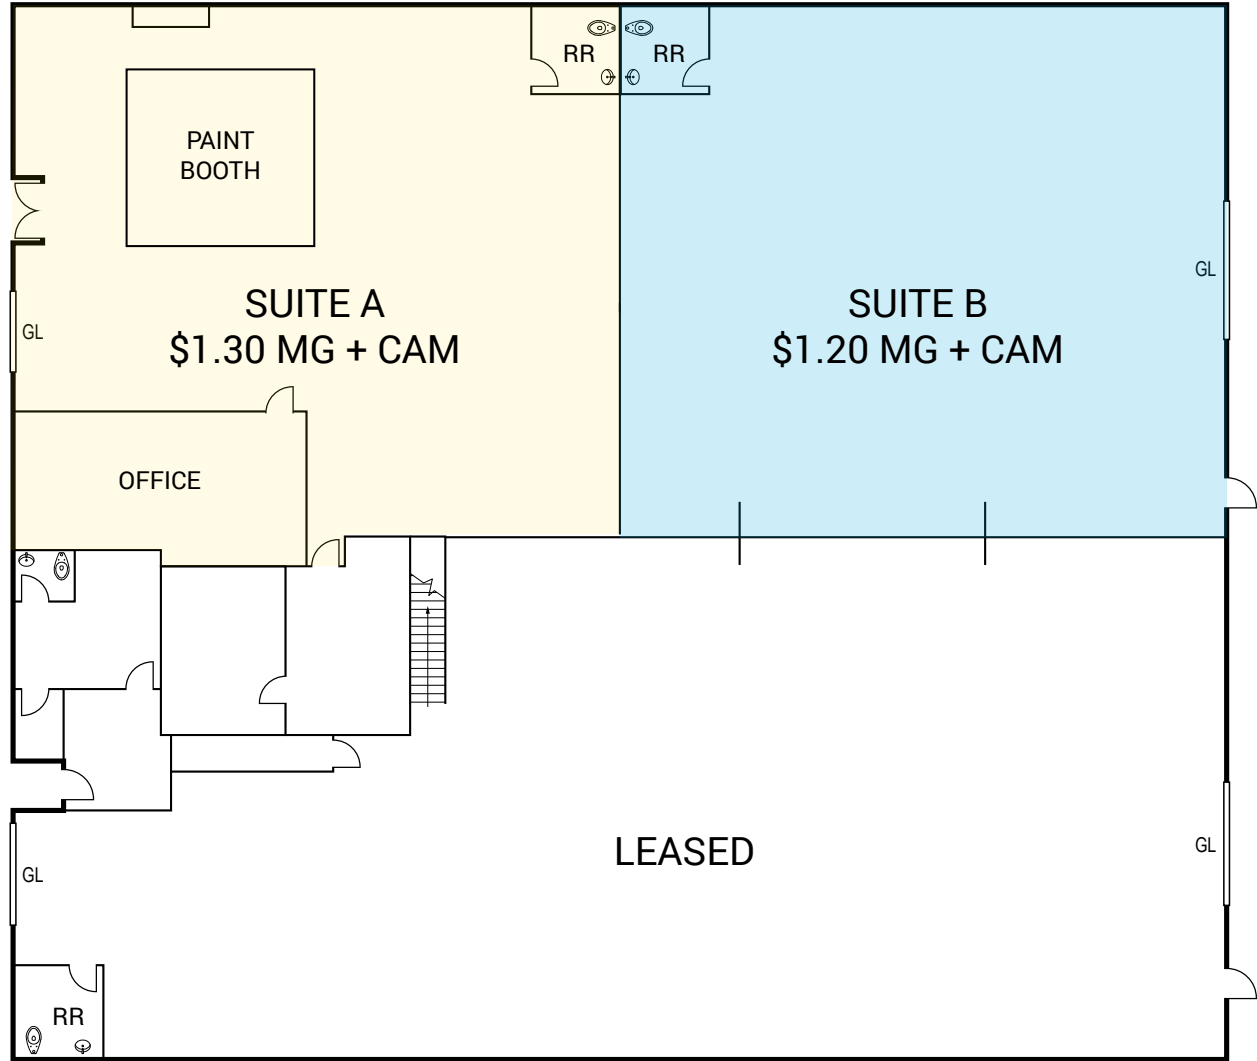 RR
RR
PAINT
BOOTH
GL
GL
SUITE A
$1.30 MG + CAM
SUITE B
$1.20 MG + CAM
OFFICE
LEASED
GL
GL
RR